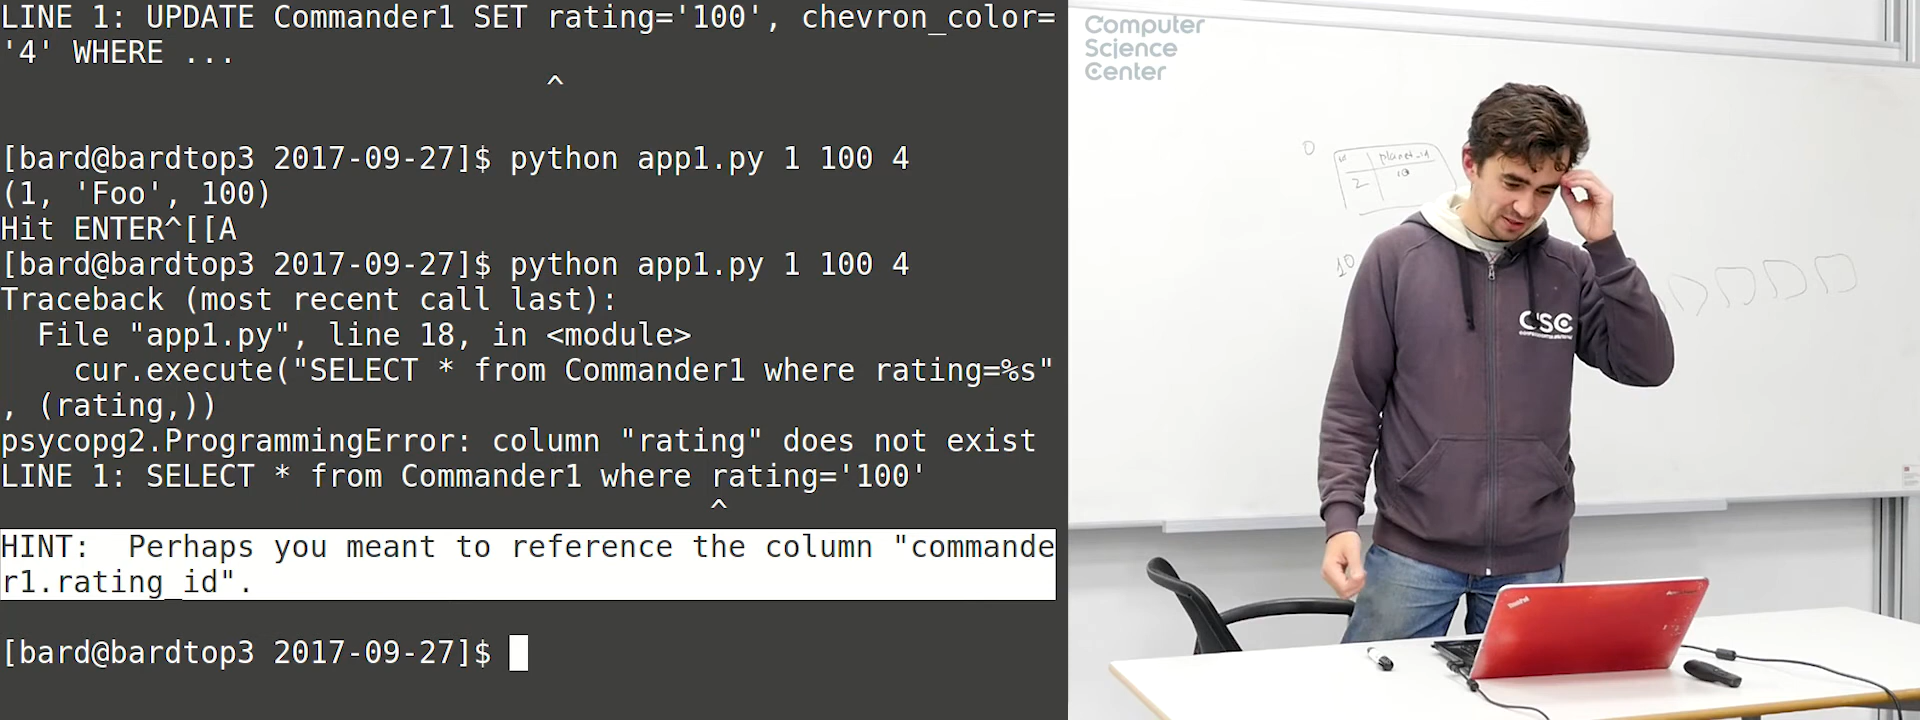 LINE 1: UPDATE Commander1 SET rating='100', chevron_color=
'4' WHERE ...
^
[bard@bardtop3 2017-09-27]$ python app1.py 1 100 4
(1, 'Foo', 100)
Hit ENTER^[[A
[bard@bardtop3 2017-09-27]$ python app1.py 1 100 4
Traceback (most recent call last):
  File "app1.py", line 18, in <module>
    cur.execute("SELECT * from Commander1 where rating=%s"
, (rating,))
psycopg2.ProgrammingError: column "rating" does not exist
LINE 1: SELECT * from Commander1 where rating='100'
^
HINT:  Perhaps you meant to reference the column "commande
r1.rating_id".
[bard@bardtop3 2017-09-27]$
Computer
Science
Center
0
planet_id
2 10
10
CSC
ThinkPad